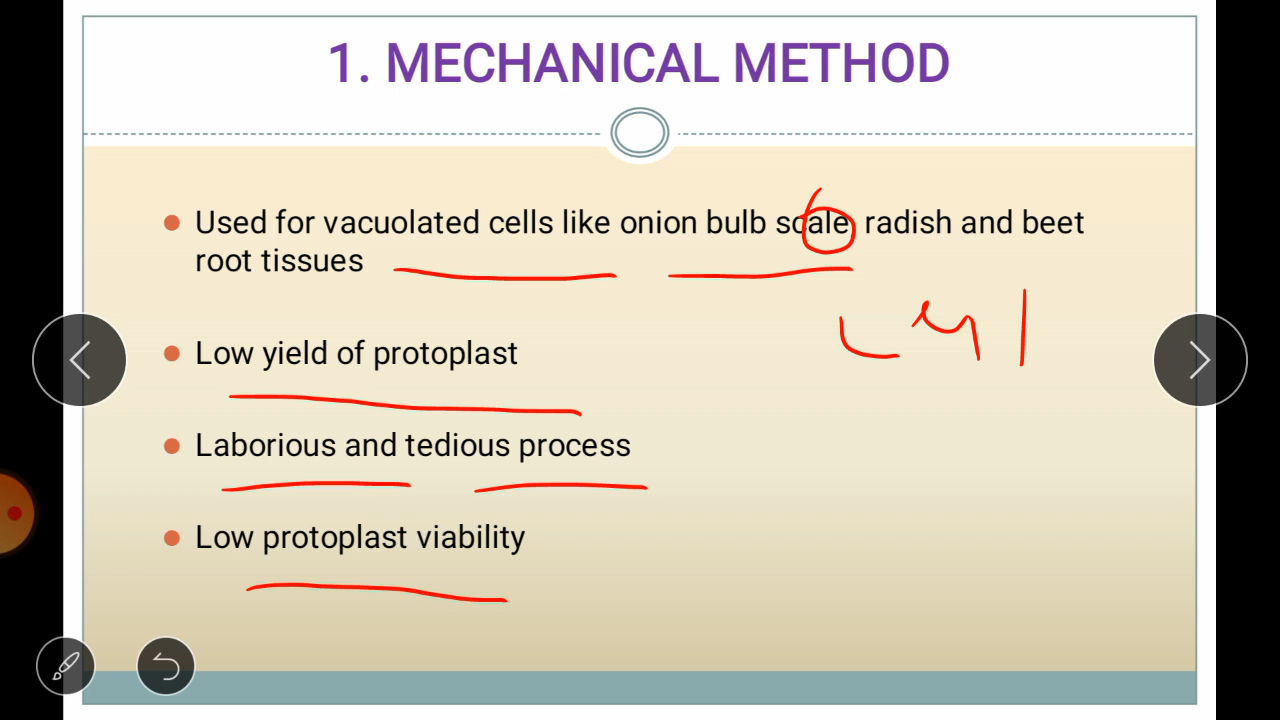 1. MECHANICAL METHOD
Used for vacuolated cells like onion bulb scale, radish and beet
root tissues
Low yield of protoplast
Laborious and tedious process
Low protoplast viability